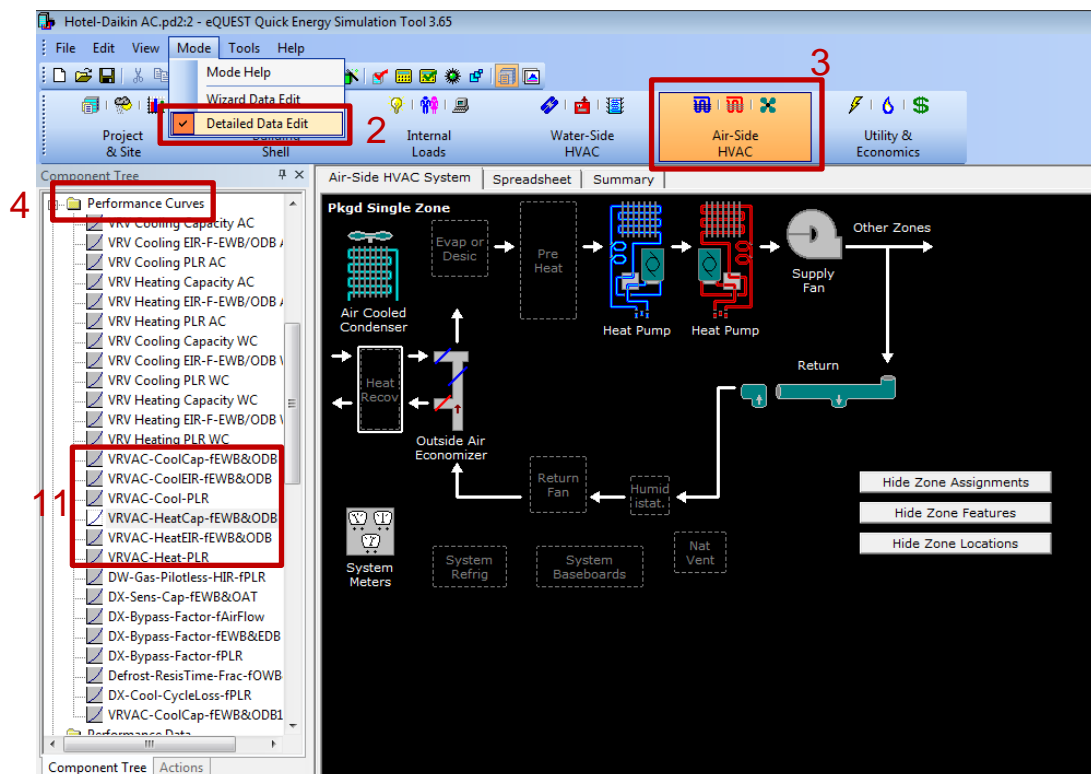 Hotel-Daikin AC.pd2:2 - eQUEST Quick Energy Simulation Tool 3.65
File Edit View Mode Tools Help
Mode Help
Wizard Data Edit
Detailed Data Edit
2
3
Project
& Site
Building
Shell
Internal
Loads
Water-Side
HVAC
Air-Side
HVAC
Utility &
Economics
Component Tree
4
Performance Curves
VRV Cooling Capacity AC
VRV Cooling EIR-F-EWB/ODB
VRV Cooling PLR AC
VRV Heating Capacity AC
VRV Heating EIR-F-EWB/ODB
VRV Heating PLR AC
VRV Cooling Capacity WC
VRV Cooling EIR-F-EWB/ODB
VRV Cooling PLR WC
VRV Heating Capacity WC
VRV Heating EIR-F-EWB/ODB
VRV Heating PLR WC
11
VRVAC-CoolCap-fEWB&ODB
VRVAC-CoolEIR-fEWB&ODB
VRVAC-Cool-PLR
VRVAC-HeatCap-fEWB&ODB
VRVAC-HeatEIR-fEWB&ODB
VRVAC-Heat-PLR
DW-Gas-Pilotless-HIR-fPLR
DX-Sens-Cap-fEWB&OAT
DX-Bypass-Factor-fAirFlow
DX-Bypass-Factor-fEWB&EDB
DX-Bypass-Factor-fPLR
Defrost-ResisTime-Frac-fOWB
DX-Cool-CycleLoss-fPLR
VRVAC-CoolCap-fEWB&ODB1
Performance Data
Component Tree Actions
Air-Side HVAC System Spreadsheet Summary
Pkgd Single Zone
Air Cooled
Condenser
Evap or
Desic
Pre
Heat
Heat Pump
Heat Pump
Supply
Fan
Other Zones
Return
Heat
Recov
Outside Air
Economizer
Return
Fan
Humid
istat.
System
Meters
System
Refrig
System
Baseboards
Nat
Vent
Hide Zone Assignments
Hide Zone Features
Hide Zone Locations